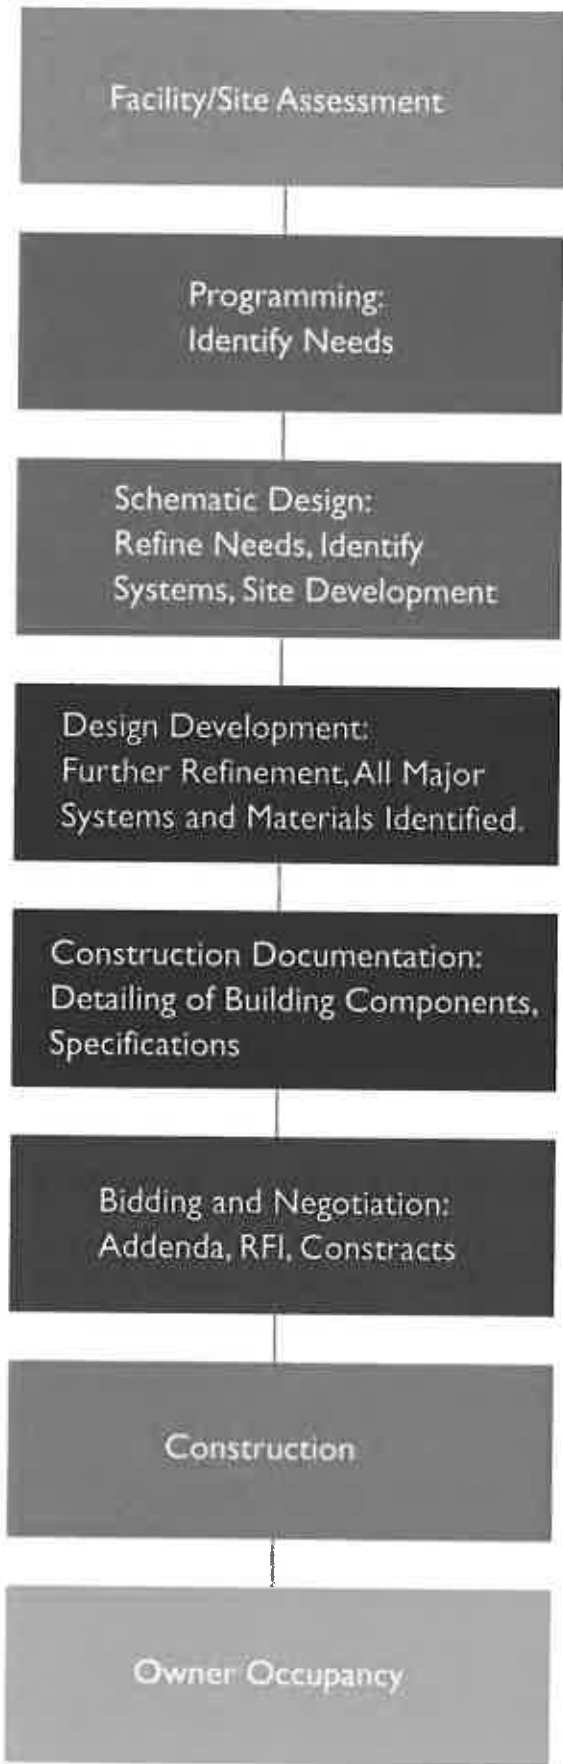 Facility/Site Assessment
Programming:
Identify Needs
Schematic Design:
Refine Needs, Identify
Systems, Site Development
Design Development:
Further Refinement, All Major
Systems and Materials Identified.
Construction Documentation:
Detailing of Building Components,
Specifications
Bidding and Negotiation:
Addenda, RFI, Constracts
Construction
Owner Occupancy